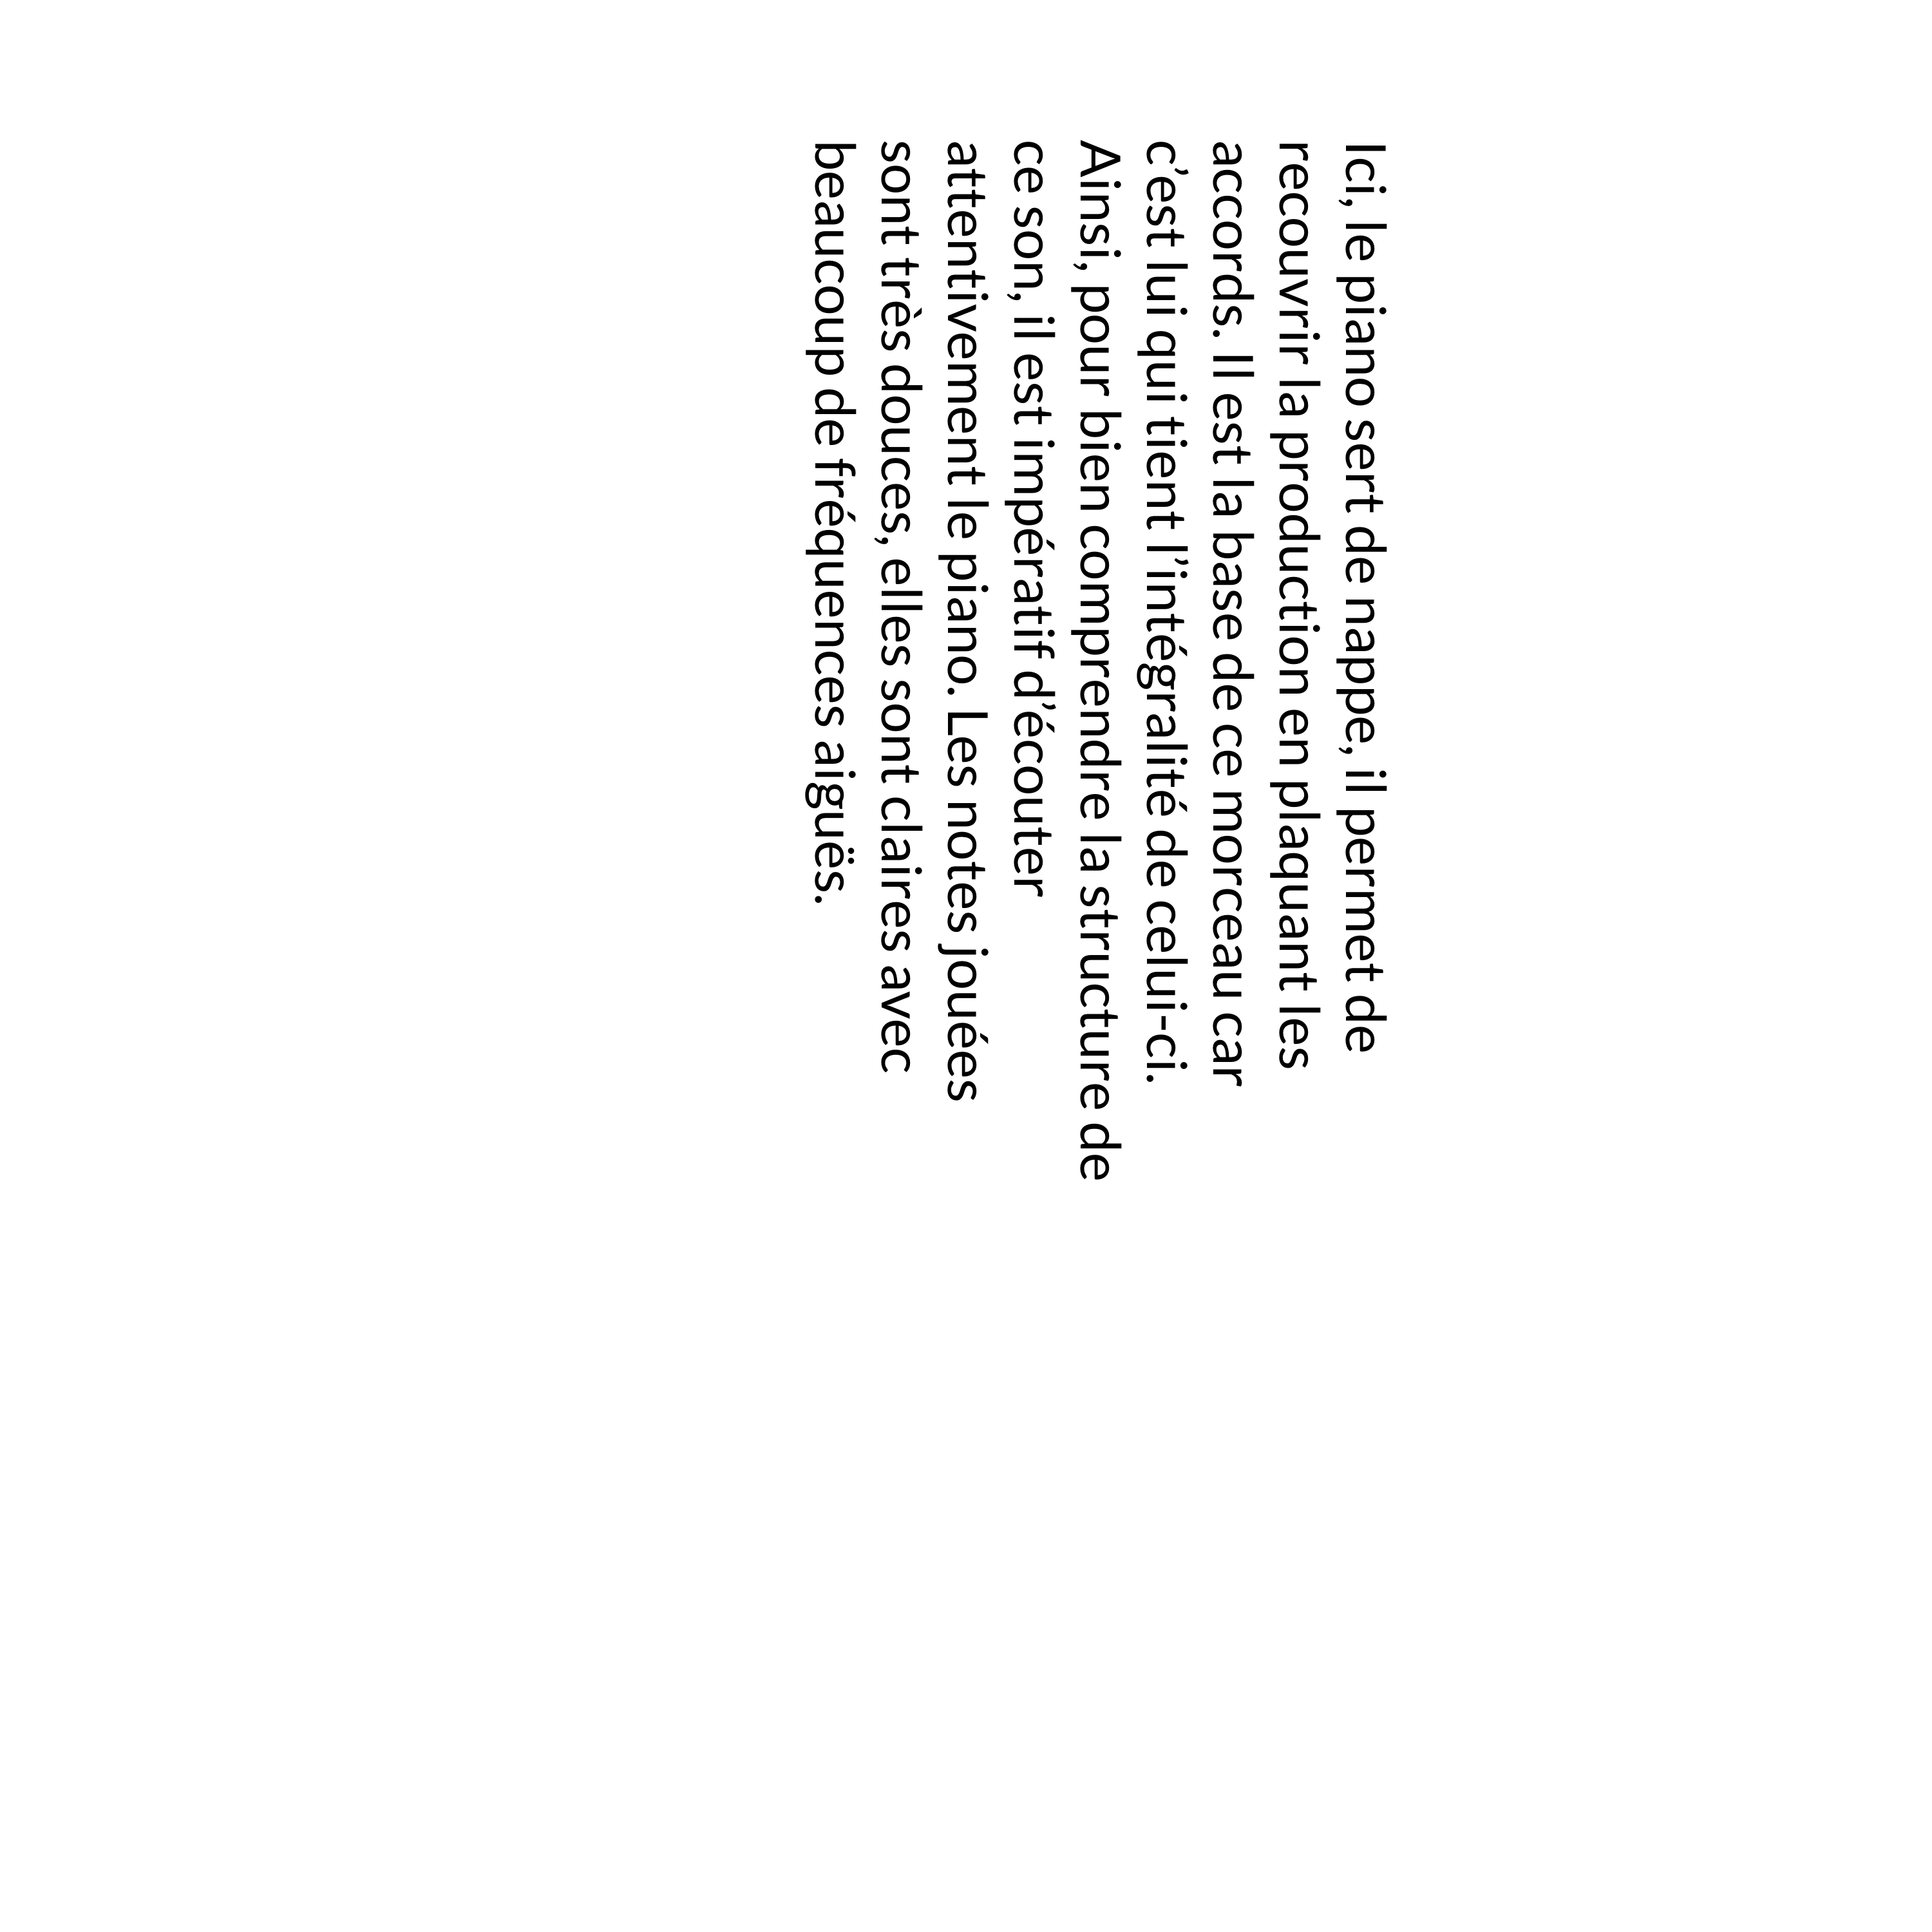 Ici, le piano sert de nappe, il permet de
recouvrir la production en plaquant les
accords. Il est la base de ce morceau car
c'est lui qui tient l'intégralité de celui-ci.
Ainsi, pour bien comprendre la structure de
ce son, il est impératif d'écouter
attentivement le piano. Les notes jouées
sont très douces, elles sont claires avec
beaucoup de fréquences aiguës.